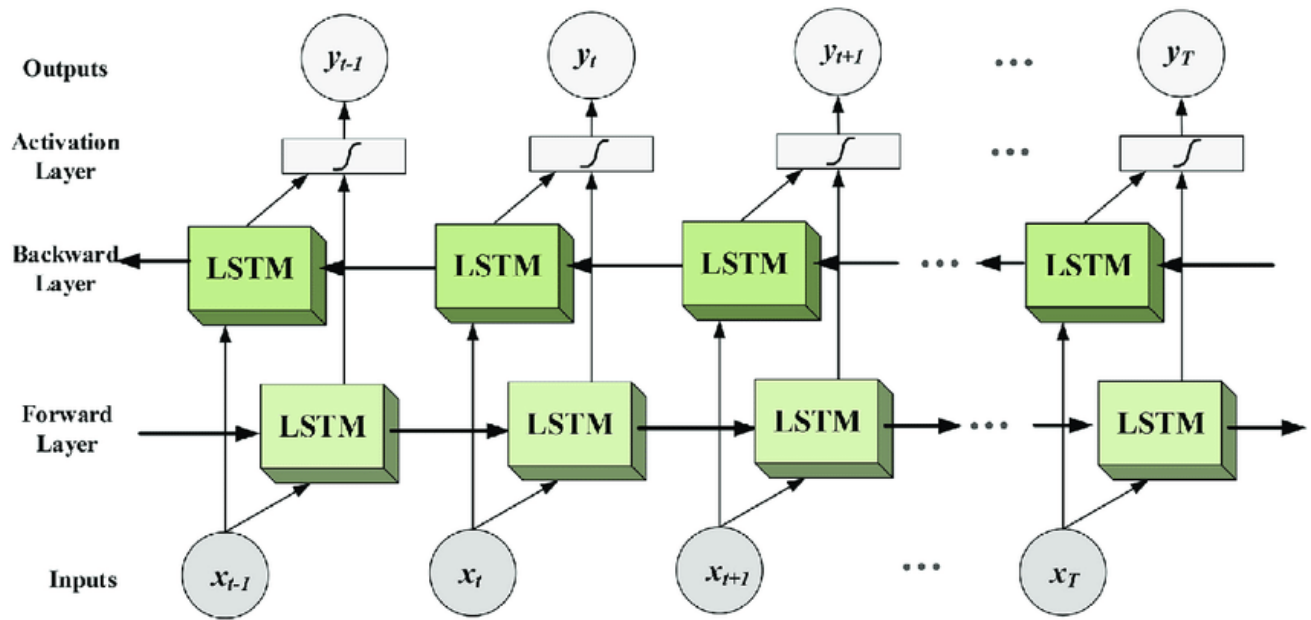 Outputs
y_{t-1} y_t y_{t+1} ... y_T
Activation
Layer
∫ ∫ ∫ ... ∫
Backward
Layer
LSTM LSTM LSTM ... LSTM
Forward
Layer
LSTM LSTM LSTM ... LSTM
Inputs
x_{t-1} x_t x_{t+1} ... x_T